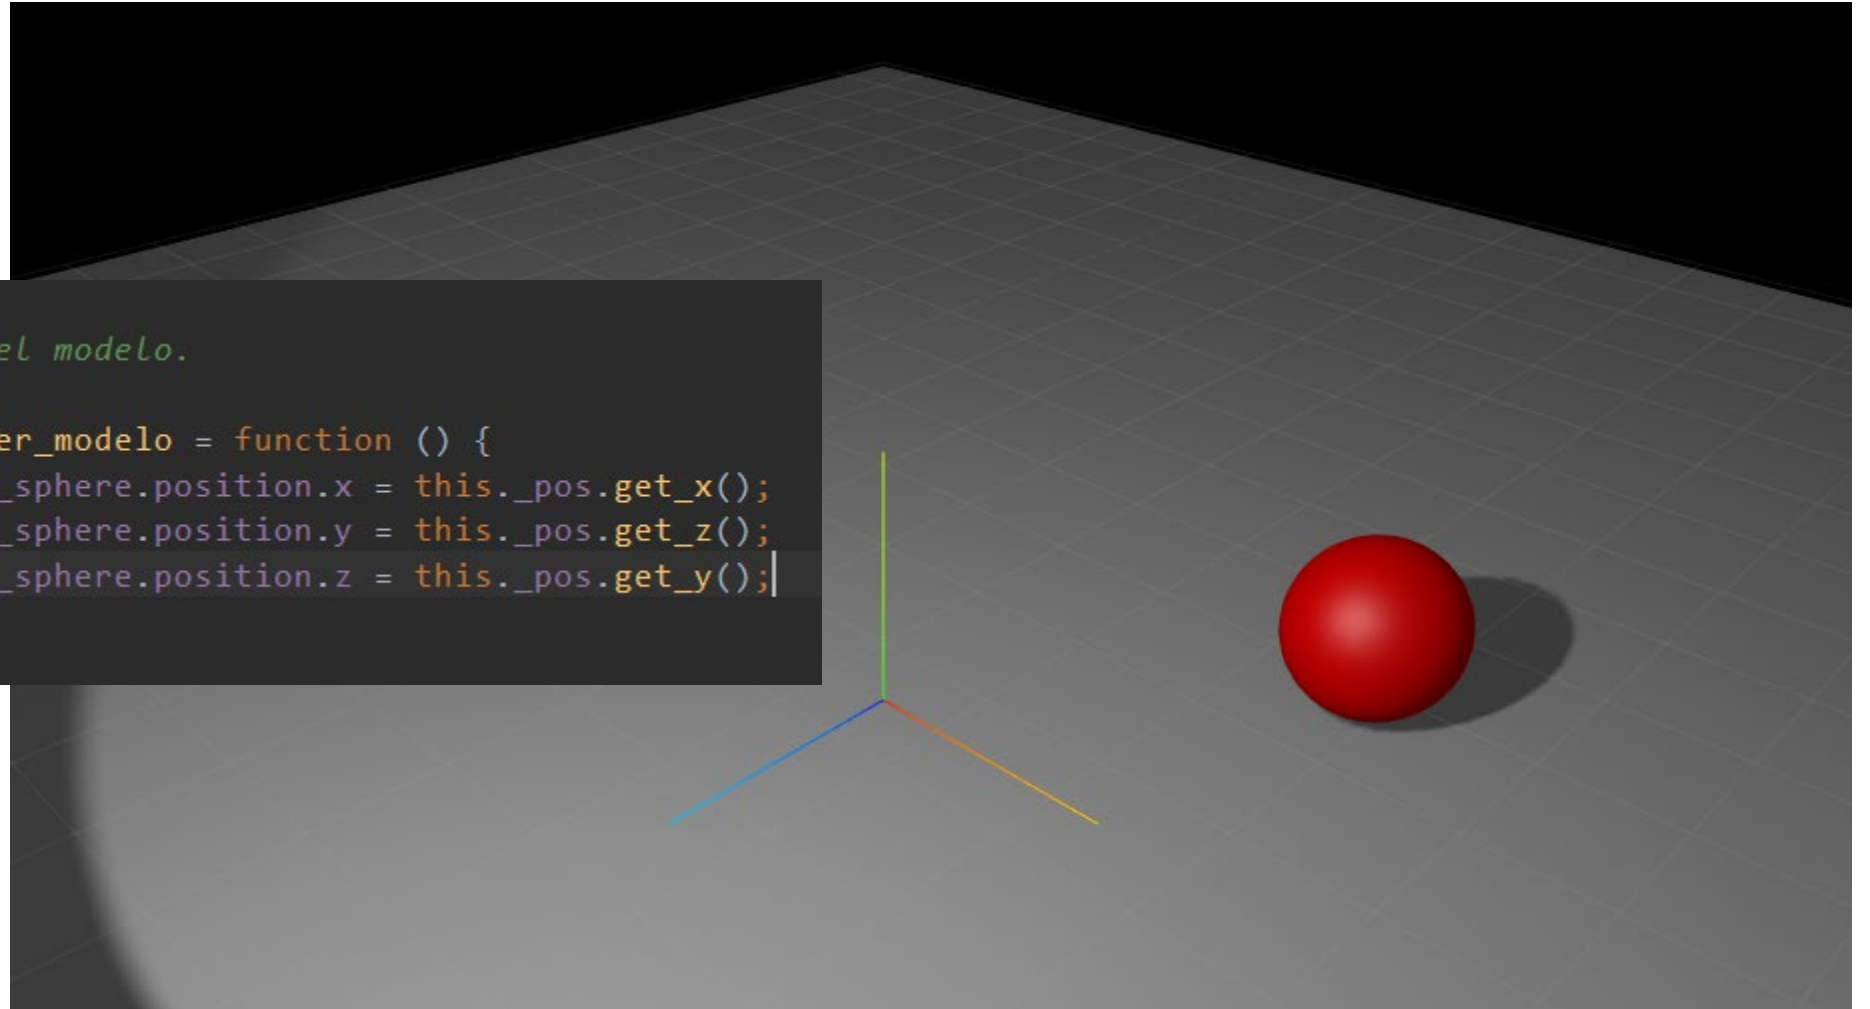 el modelo.
er_modelo = function () {
_sphere.position.x = this._pos.get_x();
_sphere.position.y = this._pos.get_z();
_sphere.position.z = this._pos.get_y();